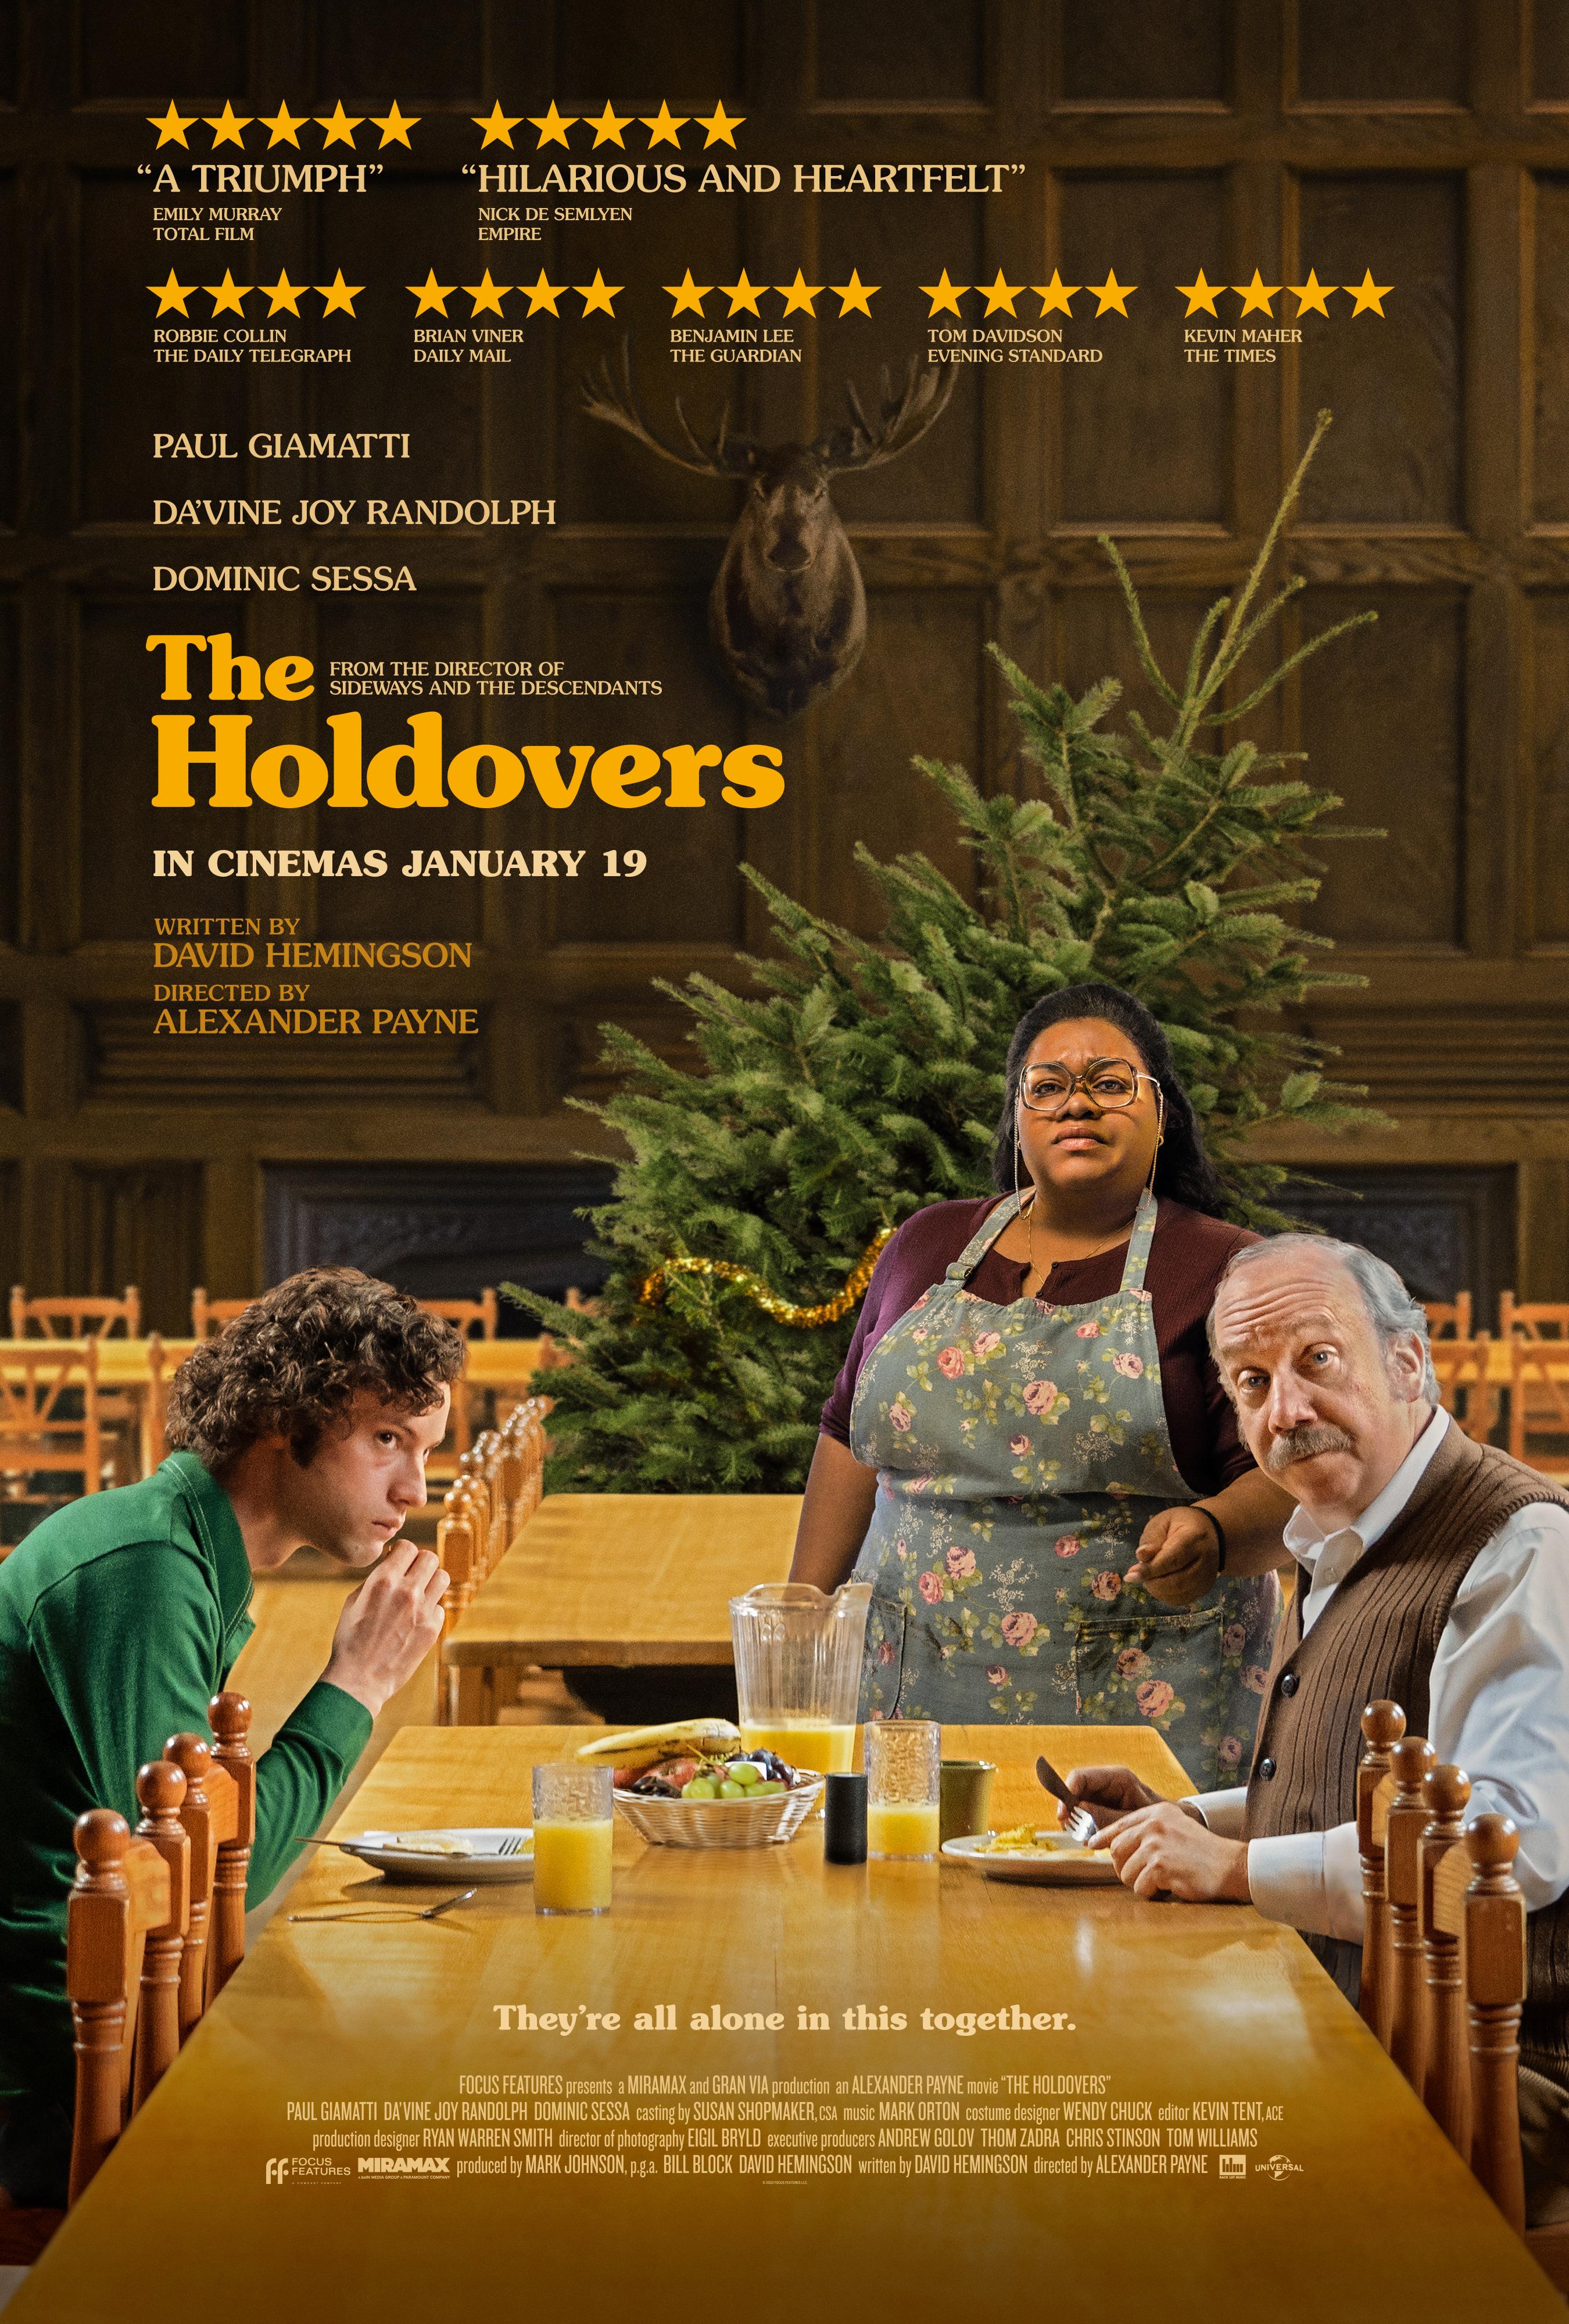 “A TRIUMPH”
EMILY MURRAY
TOTAL FILM
“HILARIOUS AND HEARTFELT”
NICK DE SEMLYEN
EMPIRE
ROBBIE COLLIN
THE DAILY TELEGRAPH
BRIAN VINER
DAILY MAIL
BENJAMIN LEE
THE GUARDIAN
TOM DAVIDSON
EVENING STANDARD
KEVIN MAHER
THE TIMES
PAUL GIAMATTI
DA’VINE JOY RANDOLPH
DOMINIC SESSA
The
FROM THE DIRECTOR OF
SIDEWAYS AND THE DESCENDANTS
Holdovers
IN CINEMAS JANUARY 19
WRITTEN BY
DAVID HEMINGSON
DIRECTED BY
ALEXANDER PAYNE
They’re all alone in this together.
FOCUS FEATURES presents a MIRAMAX and GRAN VIA production an ALEXANDER PAYNE movie “THE HOLDOVERS”
PAUL GIAMATTI DA’VINE JOY RANDOLPH DOMINIC SESSA casting by SUSAN SHOPMAKER, CSA music MARK ORTON costume designer WENDY CHUCK editor KEVIN TENT, ACE
production designer RYAN WARREN SMITH director of photography EIGIL BRYLD executive producers ANDREW GOLOV THOM ZADRA CHRIS STINSON TOM WILLIAMS
FOCUS
FEATURES
MIRAMAX
produced by MARK JOHNSON, p.g.a. BILL BLOCK DAVID HEMINGSON written by DAVID HEMINGSON directed by ALEXANDER PAYNE
UNIVERSAL